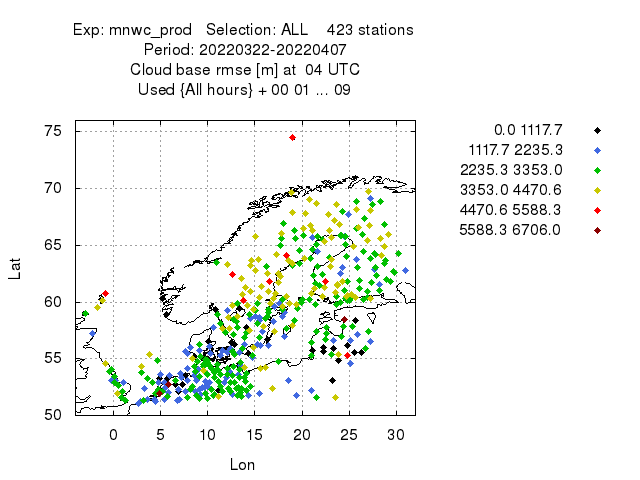 Exp: mnwc_prod Selection: ALL 423 stations
Period: 20220322-20220407
Cloud base rmse [m] at 04 UTC
Used {All hours} + 00 01 ... 09
0.0 1117.7
1117.7 2235.3
2235.3 3353.0
3353.0 4470.6
4470.6 5588.3
5588.3 6706.0
75
70
65
60
55
50
Lat
0 5 10 15 20 25 30
Lon